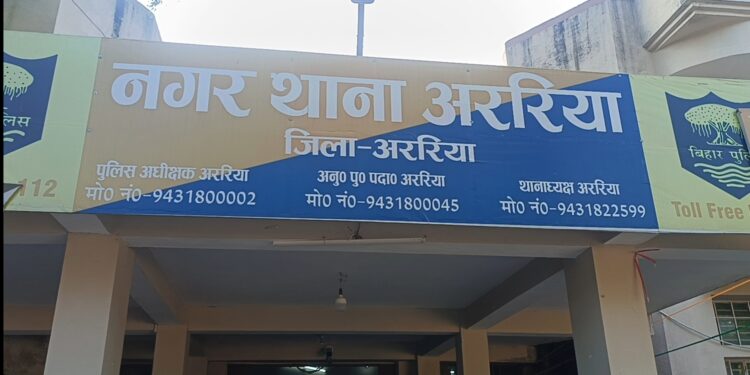 नगर थाना अररिया
जिला-अररिया
पुलिस अधीक्षक अररिया
मो0 नं0-9431800002
अनु0 पु0 पदा0 अररिया
मो0 नं0-9431800045
थानाध्यक्ष अररिया
मो0 नं0-9431822599
112
बिहार
Toll Free